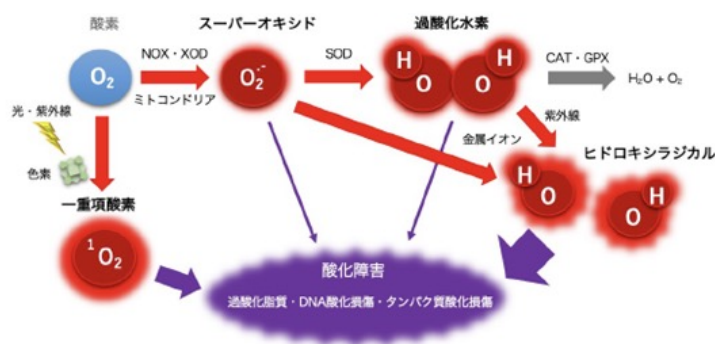 酸素
スーパーオキシド
過酸化水素
NOX・XOD
SOD
CAT・GPX
O₂
O₂·⁻
H
O
O
H
H₂O + O₂
ミトコンドリア
光・紫外線
色素
紫外線
金属イオン
ヒドロキシラジカル
H
O
H
O
一重項酸素
¹O₂
酸化障害
過酸化脂質・DNA酸化損傷・タンパク質酸化損傷